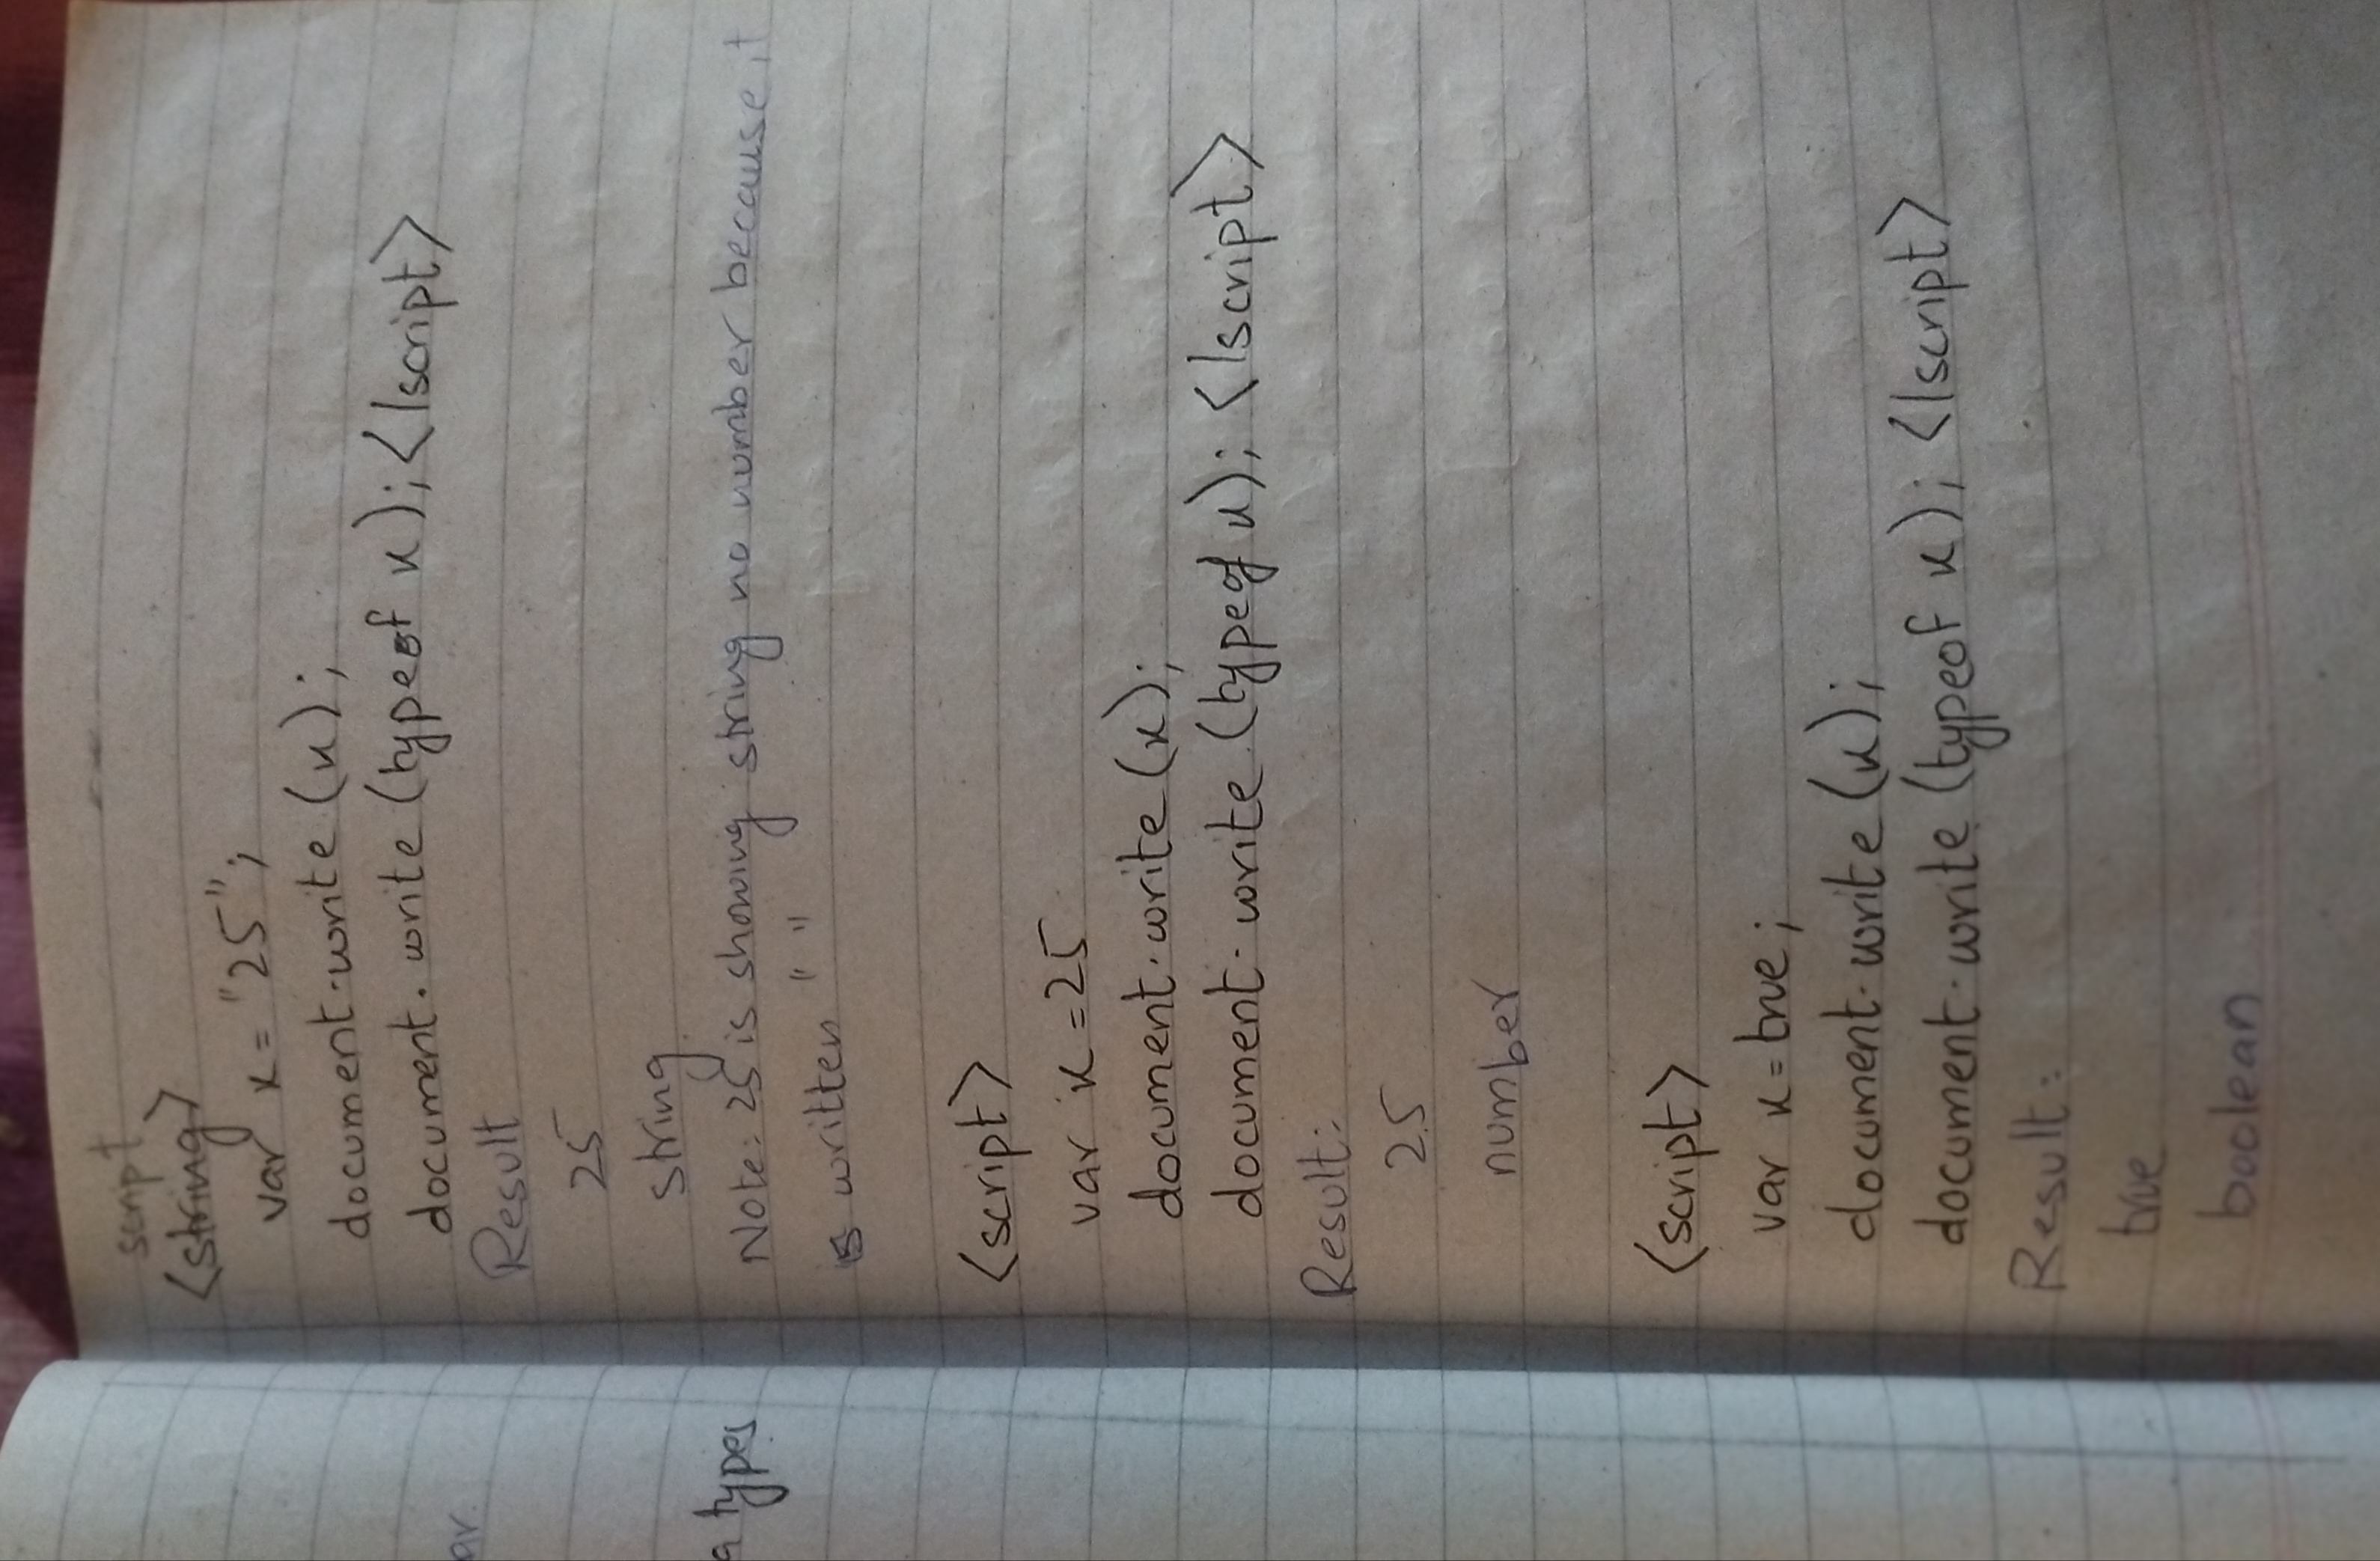 script
<string>
var x = "25";
document.write(x);
document.write(typeof x);</script>
Result
25
string
Note: 25 is showing string string no number because it
is written " "
<script>
var x = 25
document.write(x);
document.write(typeof x);</script>
Result:
25
number
<script>
var x = true;
document.write(x);
document.write(typeof x);</script>
Result:
true
boolean
ar
a types